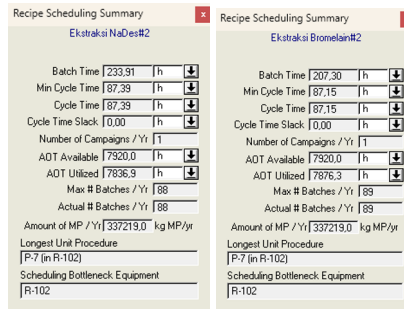 Recipe Scheduling Summary
x
Ekstraksi NaDes#2
Batch Time 233,91 h
Min Cycle Time 87,39 h
Cycle Time 87,39 h
Cycle Time Slack 0,00 h
Number of Campaigns / Yr 1
AOT Available 7920,0 h
AOT Utilized 7836,9 h
Max # Batches / Yr 88
Actual # Batches / Yr 88
Amount of MP / Yr 337219,0 kg MP/yr
Longest Unit Procedure
P-7 (in R-102)
Scheduling Bottleneck Equipment
R-102
Recipe Scheduling Summary
Ekstraksi Bromelain#2
Batch Time 207,30 h
Min Cycle Time 87,15 h
Cycle Time 87,15 h
Cycle Time Slack 0,00 h
Number of Campaigns / Yr 1
AOT Available 7920,0 h
AOT Utilized 7876,3 h
Max # Batches / Yr 89
Actual # Batches / Yr 89
Amount of MP / Yr 337219,0 kg MP/yr
Longest Unit Procedure
P-7 (in R-102)
Scheduling Bottleneck Equipment
R-102